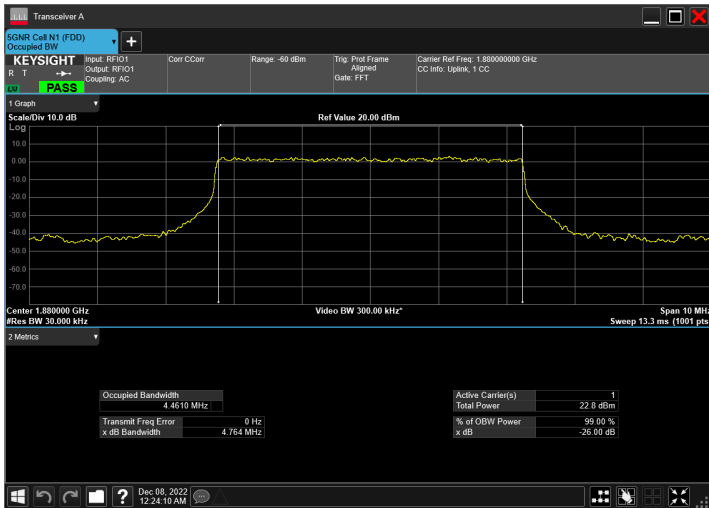 Transceiver A
5GNR Cell N1 (FDD)
Occupied BW
KEYSIGHT
R T
LXI
PASS
Input: RFIO1
Output: RFIO1
Coupling: AC
Corr CCorr
Range: -60 dBm
Trig: Prot Frame
Aligned
Gate: FFT
Carrier Ref Freq: 1.880000000 GHz
CC Info: Uplink, 1 CC
1 Graph
Scale/Div 10.0 dB
Ref Value 20.00 dBm
Log
10.0
0.00
-10.0
-20.0
-30.0
-40.0
-50.0
-60.0
-70.0
Center 1.880000 GHz
Video BW 300.00 kHz*
Span 10 MHz
#Res BW 30.000 kHz
Sweep 13.3 ms (1001 pts
2 Metrics
Occupied Bandwidth
4.4610 MHz
Transmit Freq Error 0 Hz
x dB Bandwidth 4.764 MHz
Active Carrier(s) 1
Total Power 22.8 dBm
% of OBW Power 99.00 %
x dB -26.00 dB
?
Dec 08, 2022
12:24:10 AM